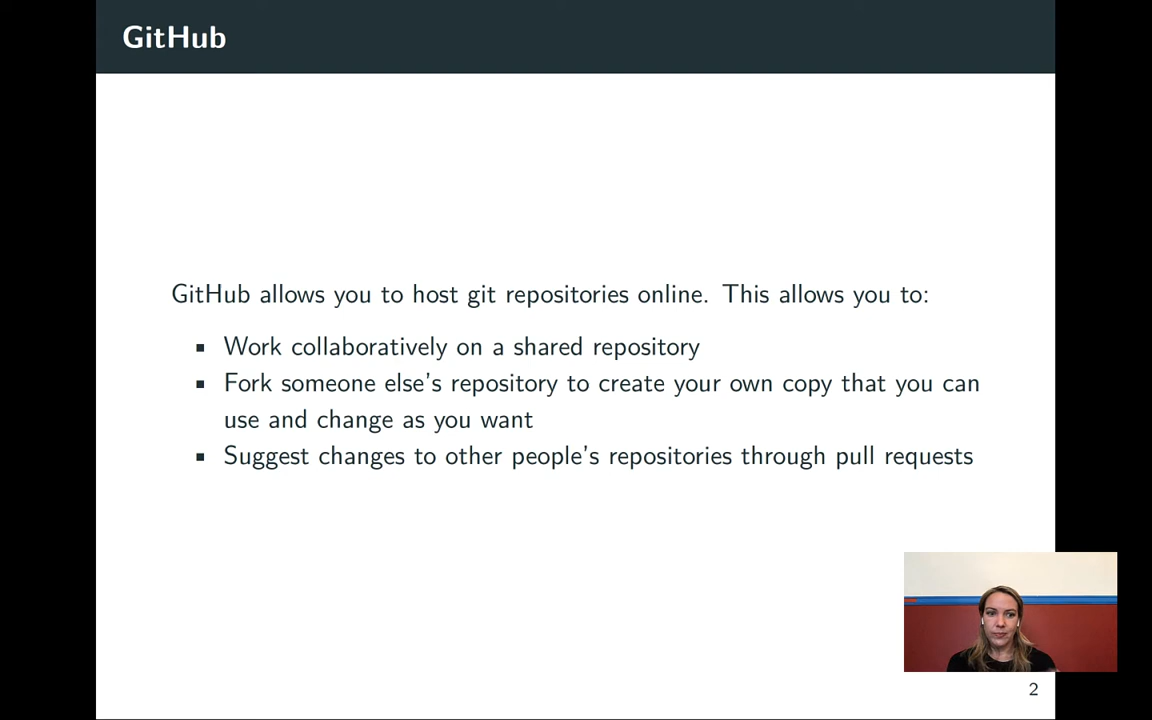 GitHub
GitHub allows you to host git repositories online. This allows you to:
▪ Work collaboratively on a shared repository
▪ Fork someone else's repository to create your own copy that you can
use and change as you want
▪ Suggest changes to other people's repositories through pull requests
2